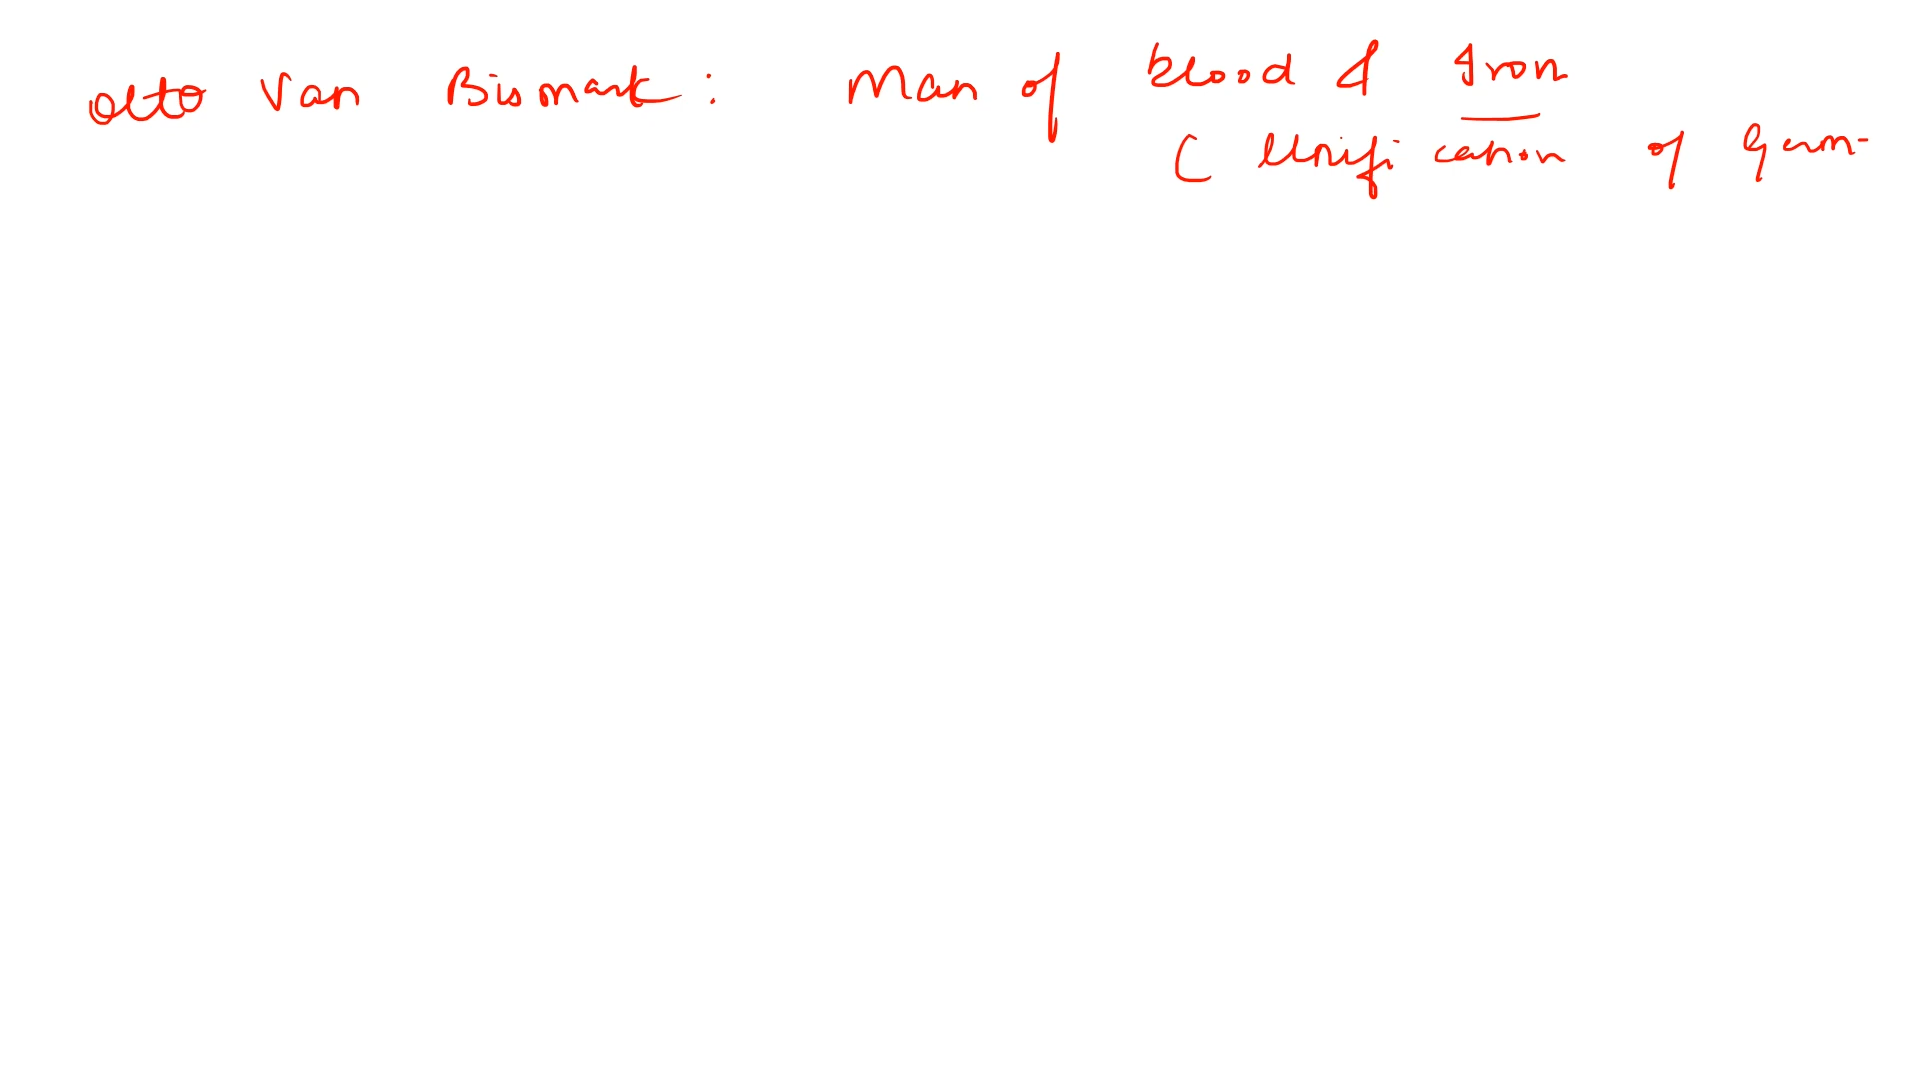 Otto Van Bismark : Man of blood & Iron
( Unification of Germ-